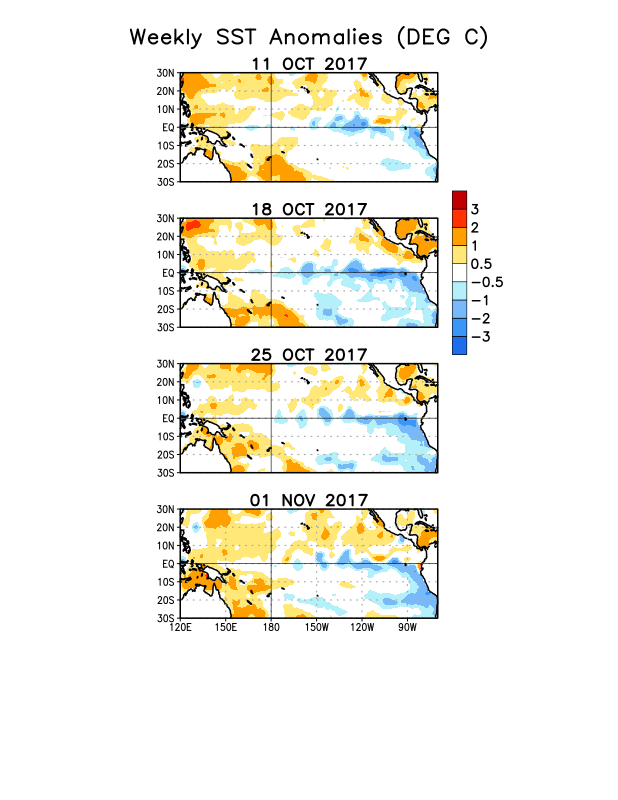 Weekly SST Anomalies (DEG C)
11 OCT 2017
30N
20N
10N
EQ
10S
20S
30S
18 OCT 2017
30N
20N
10N
EQ
10S
20S
30S
3
2
1
0.5
−0.5
−1
−2
−3
25 OCT 2017
30N
20N
10N
EQ
10S
20S
30S
01 NOV 2017
30N
20N
10N
EQ
10S
20S
30S
120E 150E 180 150W 120W 90W